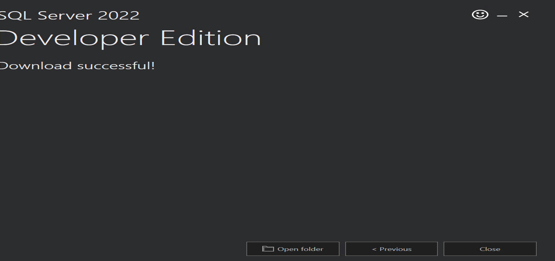 SQL Server 2022
Developer Edition
Download successful!
Open folder
< Previous
Close